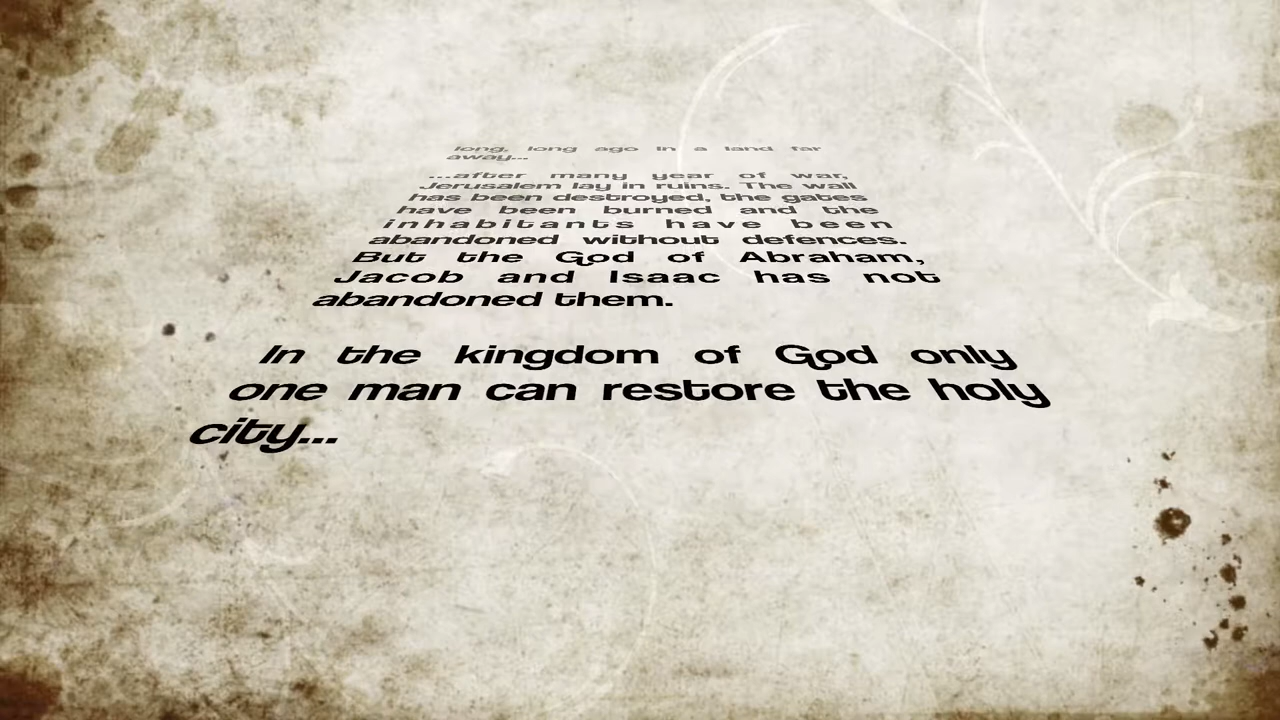 long, long ago in a land far
away...
...after many year of war,
Jerusalem lay in ruins. The wall
has been destroyed, the gates
have been burned and the
inhabitants have been
abandoned without defences.
But the God of Abraham,
Jacob and Isaac has not
abandoned them.
In the kingdom of God only
one man can restore the holy
city...